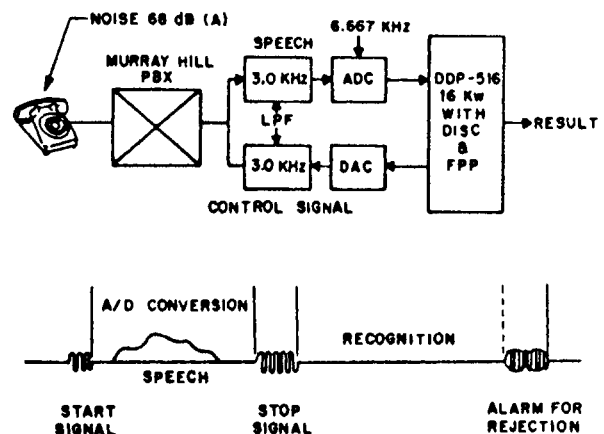 NOISE 68 dB (A)
6.667 KHz
MURRAY HILL
PBX
SPEECH
3.0 KHz
ADC
LPF
3.0 KHz
DAC
CONTROL SIGNAL
DDP-516
16 Kw
WITH
DISC
&
FPP
RESULT
A/D CONVERSION
SPEECH
RECOGNITION
START
SIGNAL
STOP
SIGNAL
ALARM FOR
REJECTION